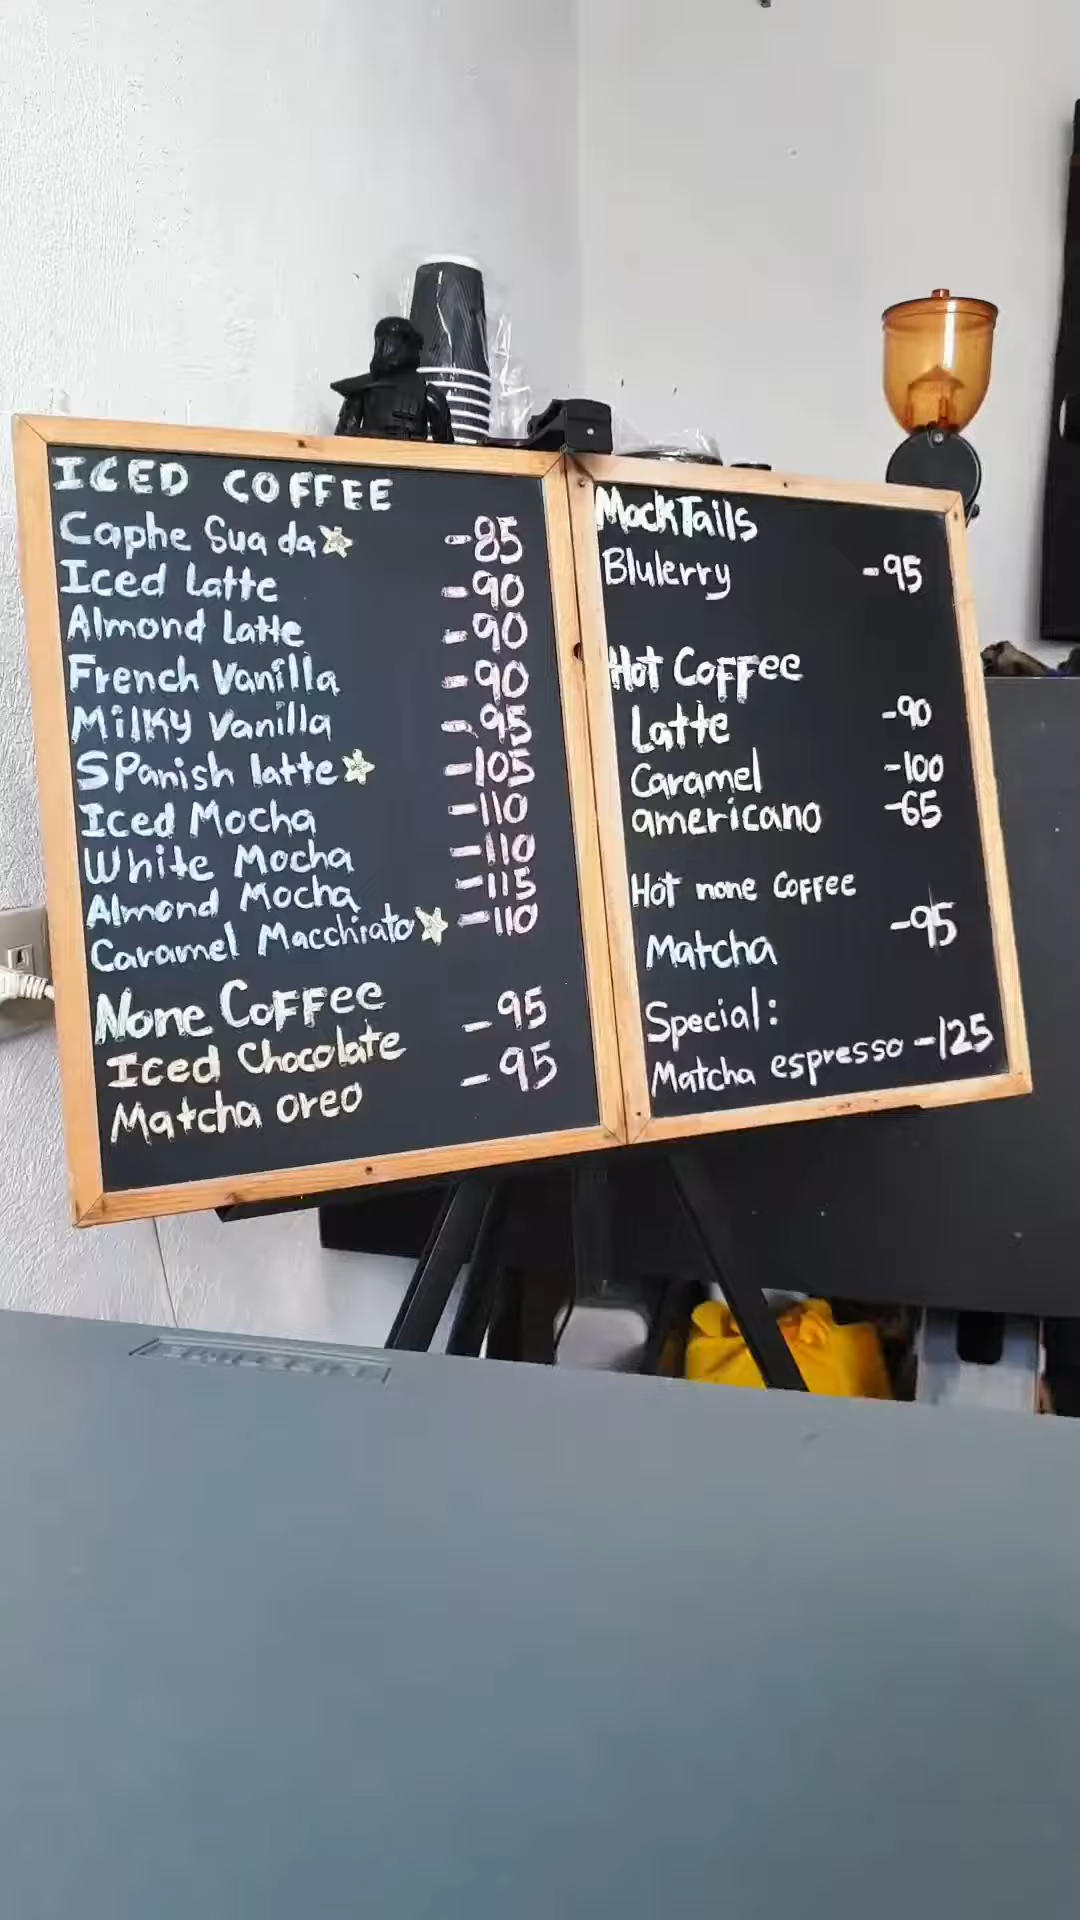 ICED COFFEE
Caphe Sua da -85
Iced Latte -90
Almond Latte -90
French Vanilla -90
Milky Vanilla -95
SPanish latte -105
Iced Mocha -110
White Mocha -110
Almond Mocha -115
Caramel Macchiato -110
None CoFFee
Iced Chocolate -95
Matcha oreo -95
MockTails
Blulerry -95
Hot CoFFee
Latte -90
Caramel -100
americano -65
Hot none CoFFee
Matcha -95
Special:
Matcha espresso -125